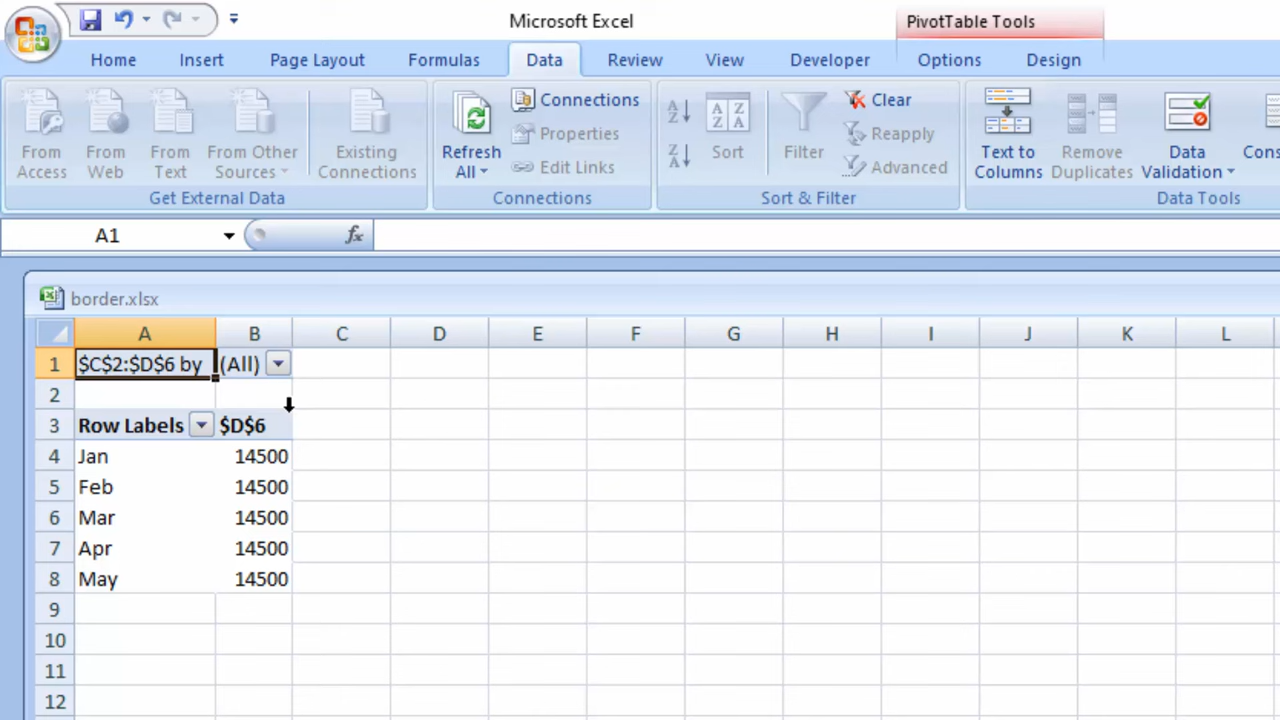 Microsoft Excel
PivotTable Tools
Home Insert Page Layout Formulas Data Review View Developer Options Design
From Access
From Web
From Text
From Other Sources
Existing Connections
Get External Data
Refresh All
Connections
Properties
Edit Links
Connections
A Z
Z A
A Z
Z A
Sort
Filter
Clear
Reapply
Advanced
Sort & Filter
Text to Columns
Remove Duplicates
Data Validation
Cons
Data Tools
A1 fx
border.xlsx
A B C D E F G H I J K L
1 $C$2:$D$6 by (All)
2
3 Row Labels $D$6
4 Jan 14500
5 Feb 14500
6 Mar 14500
7 Apr 14500
8 May 14500
9
10
11
12